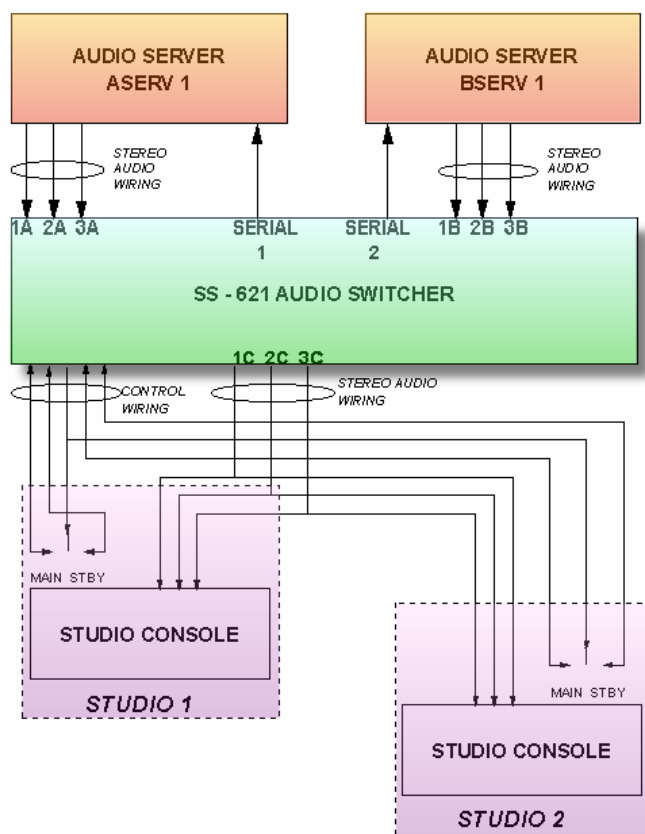 AUDIO SERVER
ASERV 1
AUDIO SERVER
BSERV 1
STEREO
AUDIO
WIRING
STEREO
AUDIO
WIRING
1A 2A 3A
SERIAL
1
SERIAL
2
1B 2B 3B
SS - 621 AUDIO SWITCHER
1C 2C 3C
CONTROL
WIRING
STEREO AUDIO
WIRING
MAIN STBY
STUDIO CONSOLE
STUDIO 1
MAIN STBY
STUDIO CONSOLE
STUDIO 2